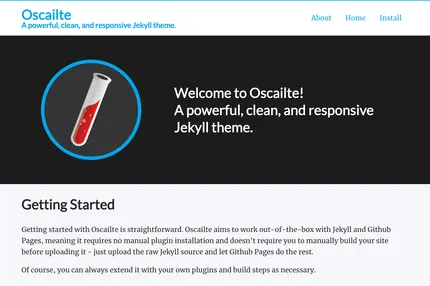 Oscailte
A powerful, clean, and responsive Jekyll theme.
About Home Install
Welcome to Oscailte!
A powerful, clean, and responsive
Jekyll theme.
Getting Started
Getting started with Oscailte is straightforward. Oscailte aims to work out-of-the-box with Jekyll and Github
Pages, meaning it requires no manual plugin installation and doesn't require you to manually build your site
before uploading it - just upload the raw Jekyll source and let Github Pages do the rest.
Of course, you can always extend it with your own plugins and build steps as necessary.